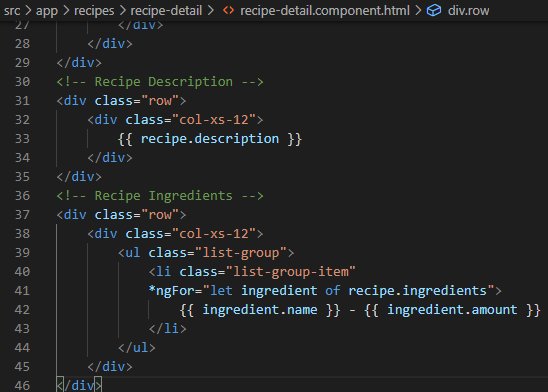 src > app > recipes > recipe-detail > <> recipe-detail.component.html > div.row
27 </div>
28 </div>
29 </div>
30 <!-- Recipe Description -->
31 <div class="row">
32 <div class="col-xs-12">
33 {{ recipe.description }}
34 </div>
35 </div>
36 <!-- Recipe Ingredients -->
37 <div class="row">
38 <div class="col-xs-12">
39 <ul class="list-group">
40 <li class="list-group-item"
41 *ngFor="let ingredient of recipe.ingredients">
42 {{ ingredient.name }} - {{ ingredient.amount }}
43 </li>
44 </ul>
45 </div>
46 </div>